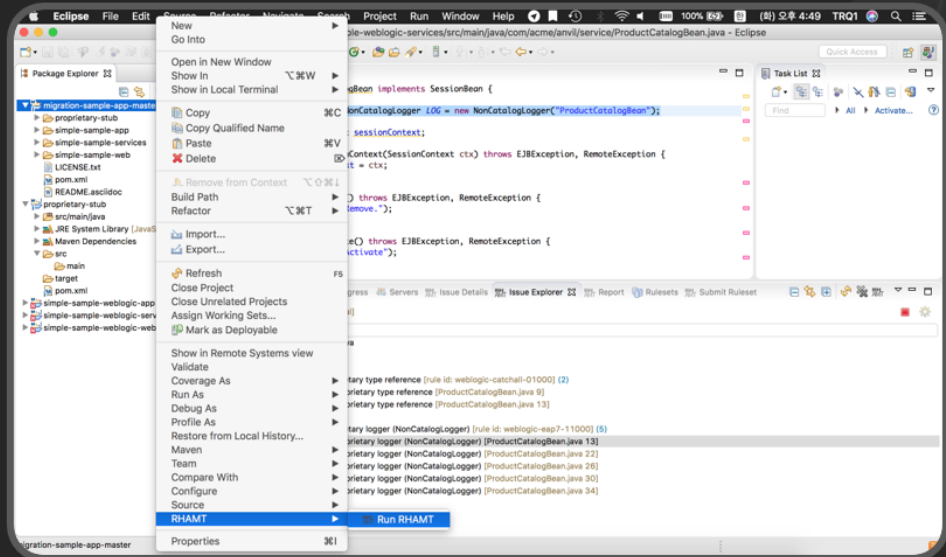 Eclipse File Edit Source Refactor Navigate Search Project Run Window Help 100% 한 (화) 오후 4:49 TRQ1
ple-weblogic-services/src/main/java/com/acme/anvil/service/ProductCatalogBean.java - Eclipse
Quick Access
Package Explorer
migration-sample-app-master
proprietary-stub
simple-sample-app
simple-sample-services
simple-sample-web
LICENSE.txt
pom.xml
README.asciidoc
proprietary-stub
src/main/java
JRE System Library [JavaS
Maven Dependencies
src
main
target
pom.xml
simple-sample-weblogic-app
simple-sample-weblogic-serv
simple-sample-weblogic-web
New
Go Into
Open in New Window
Show In ⌥⌘W
Show in Local Terminal
Copy ⌘C
Copy Qualified Name
Paste ⌘V
Delete ⌦
Remove from Context ⌥⇧⌘↓
Build Path
Refactor ⌥⌘T
Import...
Export...
Refresh F5
Close Project
Close Unrelated Projects
Assign Working Sets...
Mark as Deployable
Show in Remote Systems view
Validate
Coverage As
Run As
Debug As
Profile As
Restore from Local History...
Maven
Team
Compare With
Configure
Source
RHAMT
Run RHAMT
Properties ⌘I
ogBean implements SessionBean {
onCatalogLogger LOG = new NonCatalogLogger("ProductCatalogBean");
sessionContext;
Context(SessionContext ctx) throws EJBException, RemoteException {
t = ctx;
) throws EJBException, RemoteException {
Remove.");
te() throws EJBException, RemoteException {
Activate");
Task List
Find All Activate...
gress Servers Issue Details Issue Explorer Report Rulesets Submit Ruleset
va
etary type reference [rule id: weblogic-catchall-01000] (2)
prietary type reference [ProductCatalogBean.java 9]
prietary type reference [ProductCatalogBean.java 13]
etary logger (NonCatalogLogger) [rule id: weblogic-eap7-11000] (5)
prietary logger (NonCatalogLogger) [ProductCatalogBean.java 13]
prietary logger (NonCatalogLogger) [ProductCatalogBean.java 22]
prietary logger (NonCatalogLogger) [ProductCatalogBean.java 26]
prietary logger (NonCatalogLogger) [ProductCatalogBean.java 30]
prietary logger (NonCatalogLogger) [ProductCatalogBean.java 34]
migration-sample-app-master